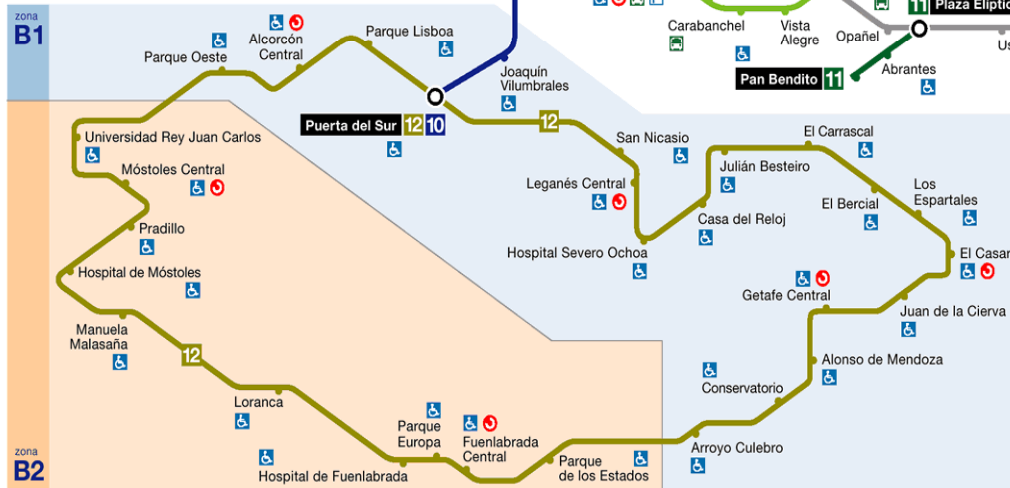 zona
B1
Parque Oeste
Alcorcón
Central
Parque Lisboa
Joaquín
Vilumbrales
Puerta del Sur 12 10
12
Carabanchel
Vista
Alegre
Opañel
11 Plaza Elíptic
Us
Pan Bendito 11
Abrantes
Universidad Rey Juan Carlos
Móstoles Central
Pradillo
Hospital de Móstoles
Manuela
Malasaña
12
Loranca
Hospital de Fuenlabrada
Parque
Europa
Fuenlabrada
Central
Parque
de los Estados
San Nicasio
Leganés Central
Hospital Severo Ochoa
Casa del Reloj
Julián Besteiro
El Carrascal
El Bercial
Los
Espartales
El Casar
Juan de la Cierva
Getafe Central
Alonso de Mendoza
Conservatorio
Arroyo Culebro
zona
B2